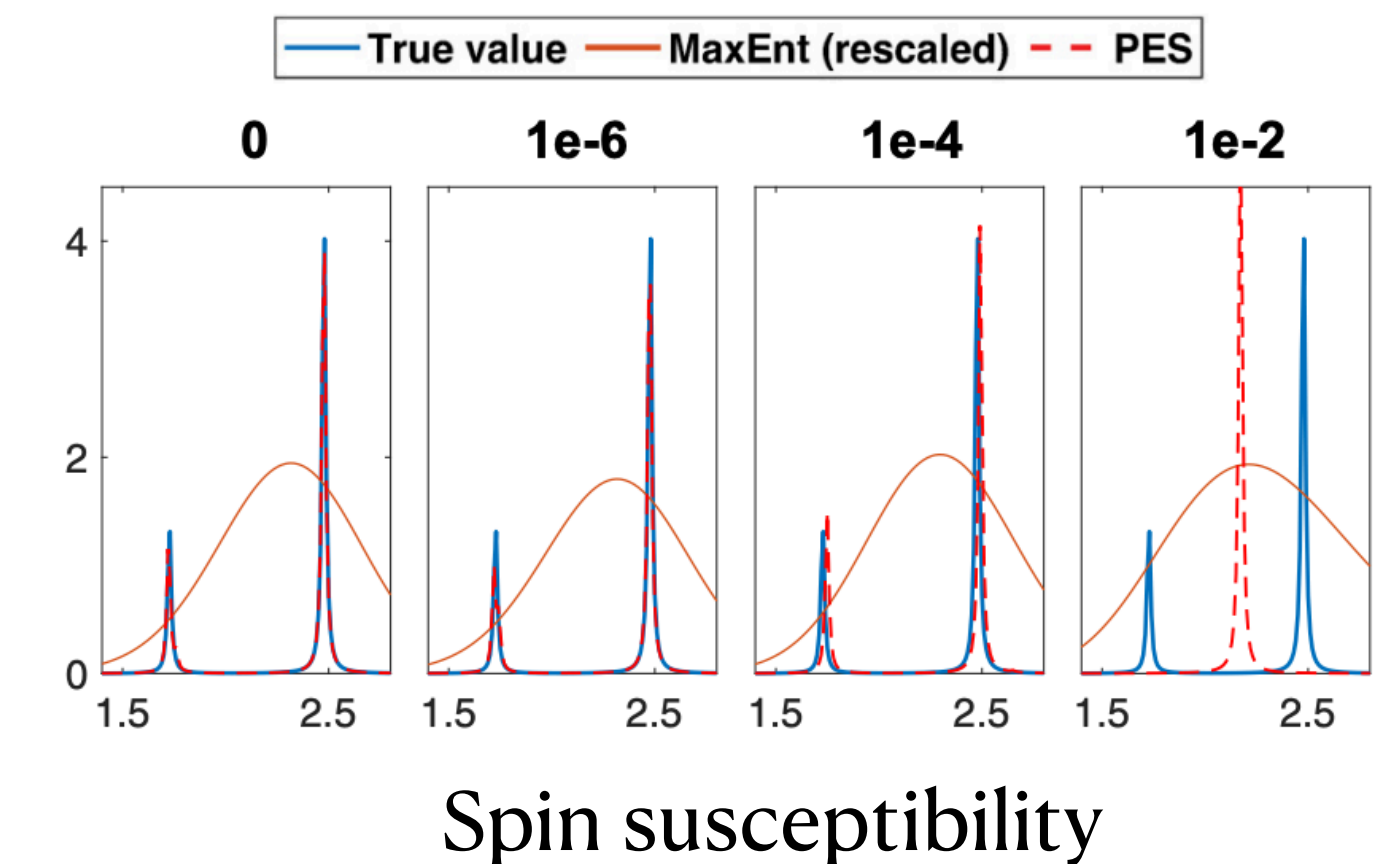 True value MaxEnt (rescaled) PES
0 1e-6 1e-4 1e-2
4
2
0
1.5 2.5 1.5 2.5 1.5 2.5 1.5 2.5
Spin susceptibility